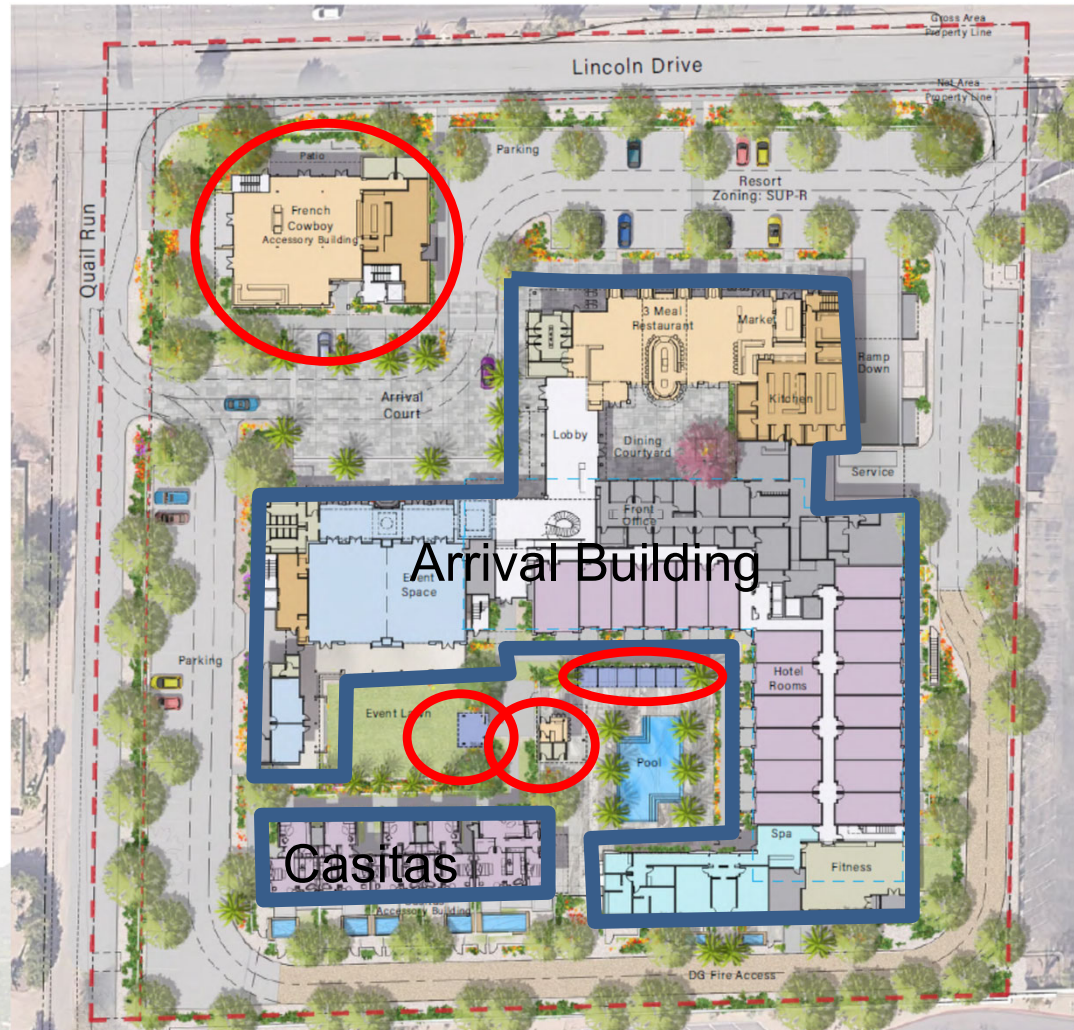 Gross Area
Property Line
Lincoln Drive
Net Area
Property Line
Patio
Parking
Resort
Zoning: SUP-R
French
Cowboy
Accessory Building
Quail Run
3 Meal
Restaurant
Market
Ramp
Down
Kitchen
Arrival
Court
Lobby
Dining
Courtyard
Service
Front
Office
Arrival Building
Event
Space
Parking
Hotel
Rooms
Event Lawn
Pool
Spa
Casitas
Fitness
Accessory Building
DG Fire Access